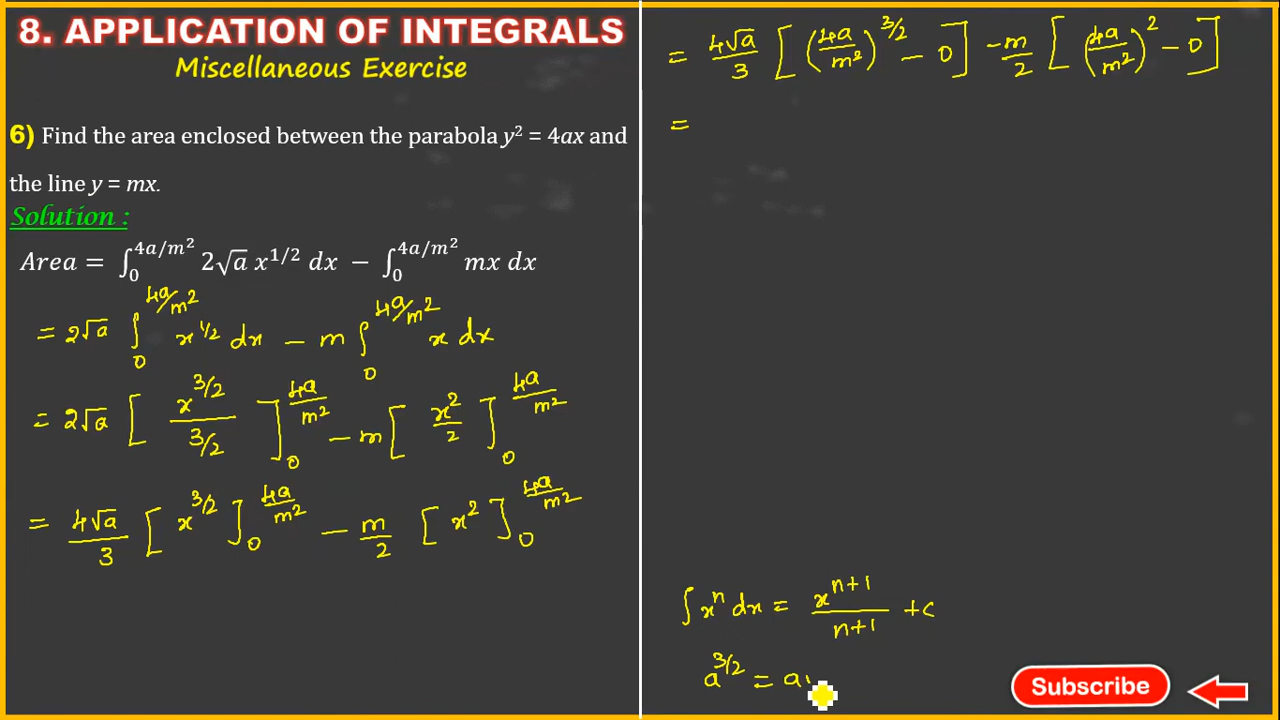 8. APPLICATION OF INTEGRALS
Miscellaneous Exercise
6) Find the area enclosed between the parabola y² = 4ax and
the line y = mx.
Solution :
Area = ∫₀^{4a/m²} 2√a x^{1/2} dx − ∫₀^{4a/m²} mx dx
= 2√a ∫₀^{4a/m²} x^{1/2} dx − m ∫₀^{4a/m²} x dx
= 2√a [ x^{3/2} / (3/2) ]₀^{4a/m²} − m [ x²/2 ]₀^{4a/m²}
= 4√a/3 [ x^{3/2} ]₀^{4a/m²} − m/2 [ x² ]₀^{4a/m²}
= 4√a/3 [ (4a/m²)^{3/2} − 0 ] − m/2 [ (4a/m²)² − 0 ]
=
∫ xⁿ dx = x^{n+1}/(n+1) + c
a^{3/2} = a
Subscribe